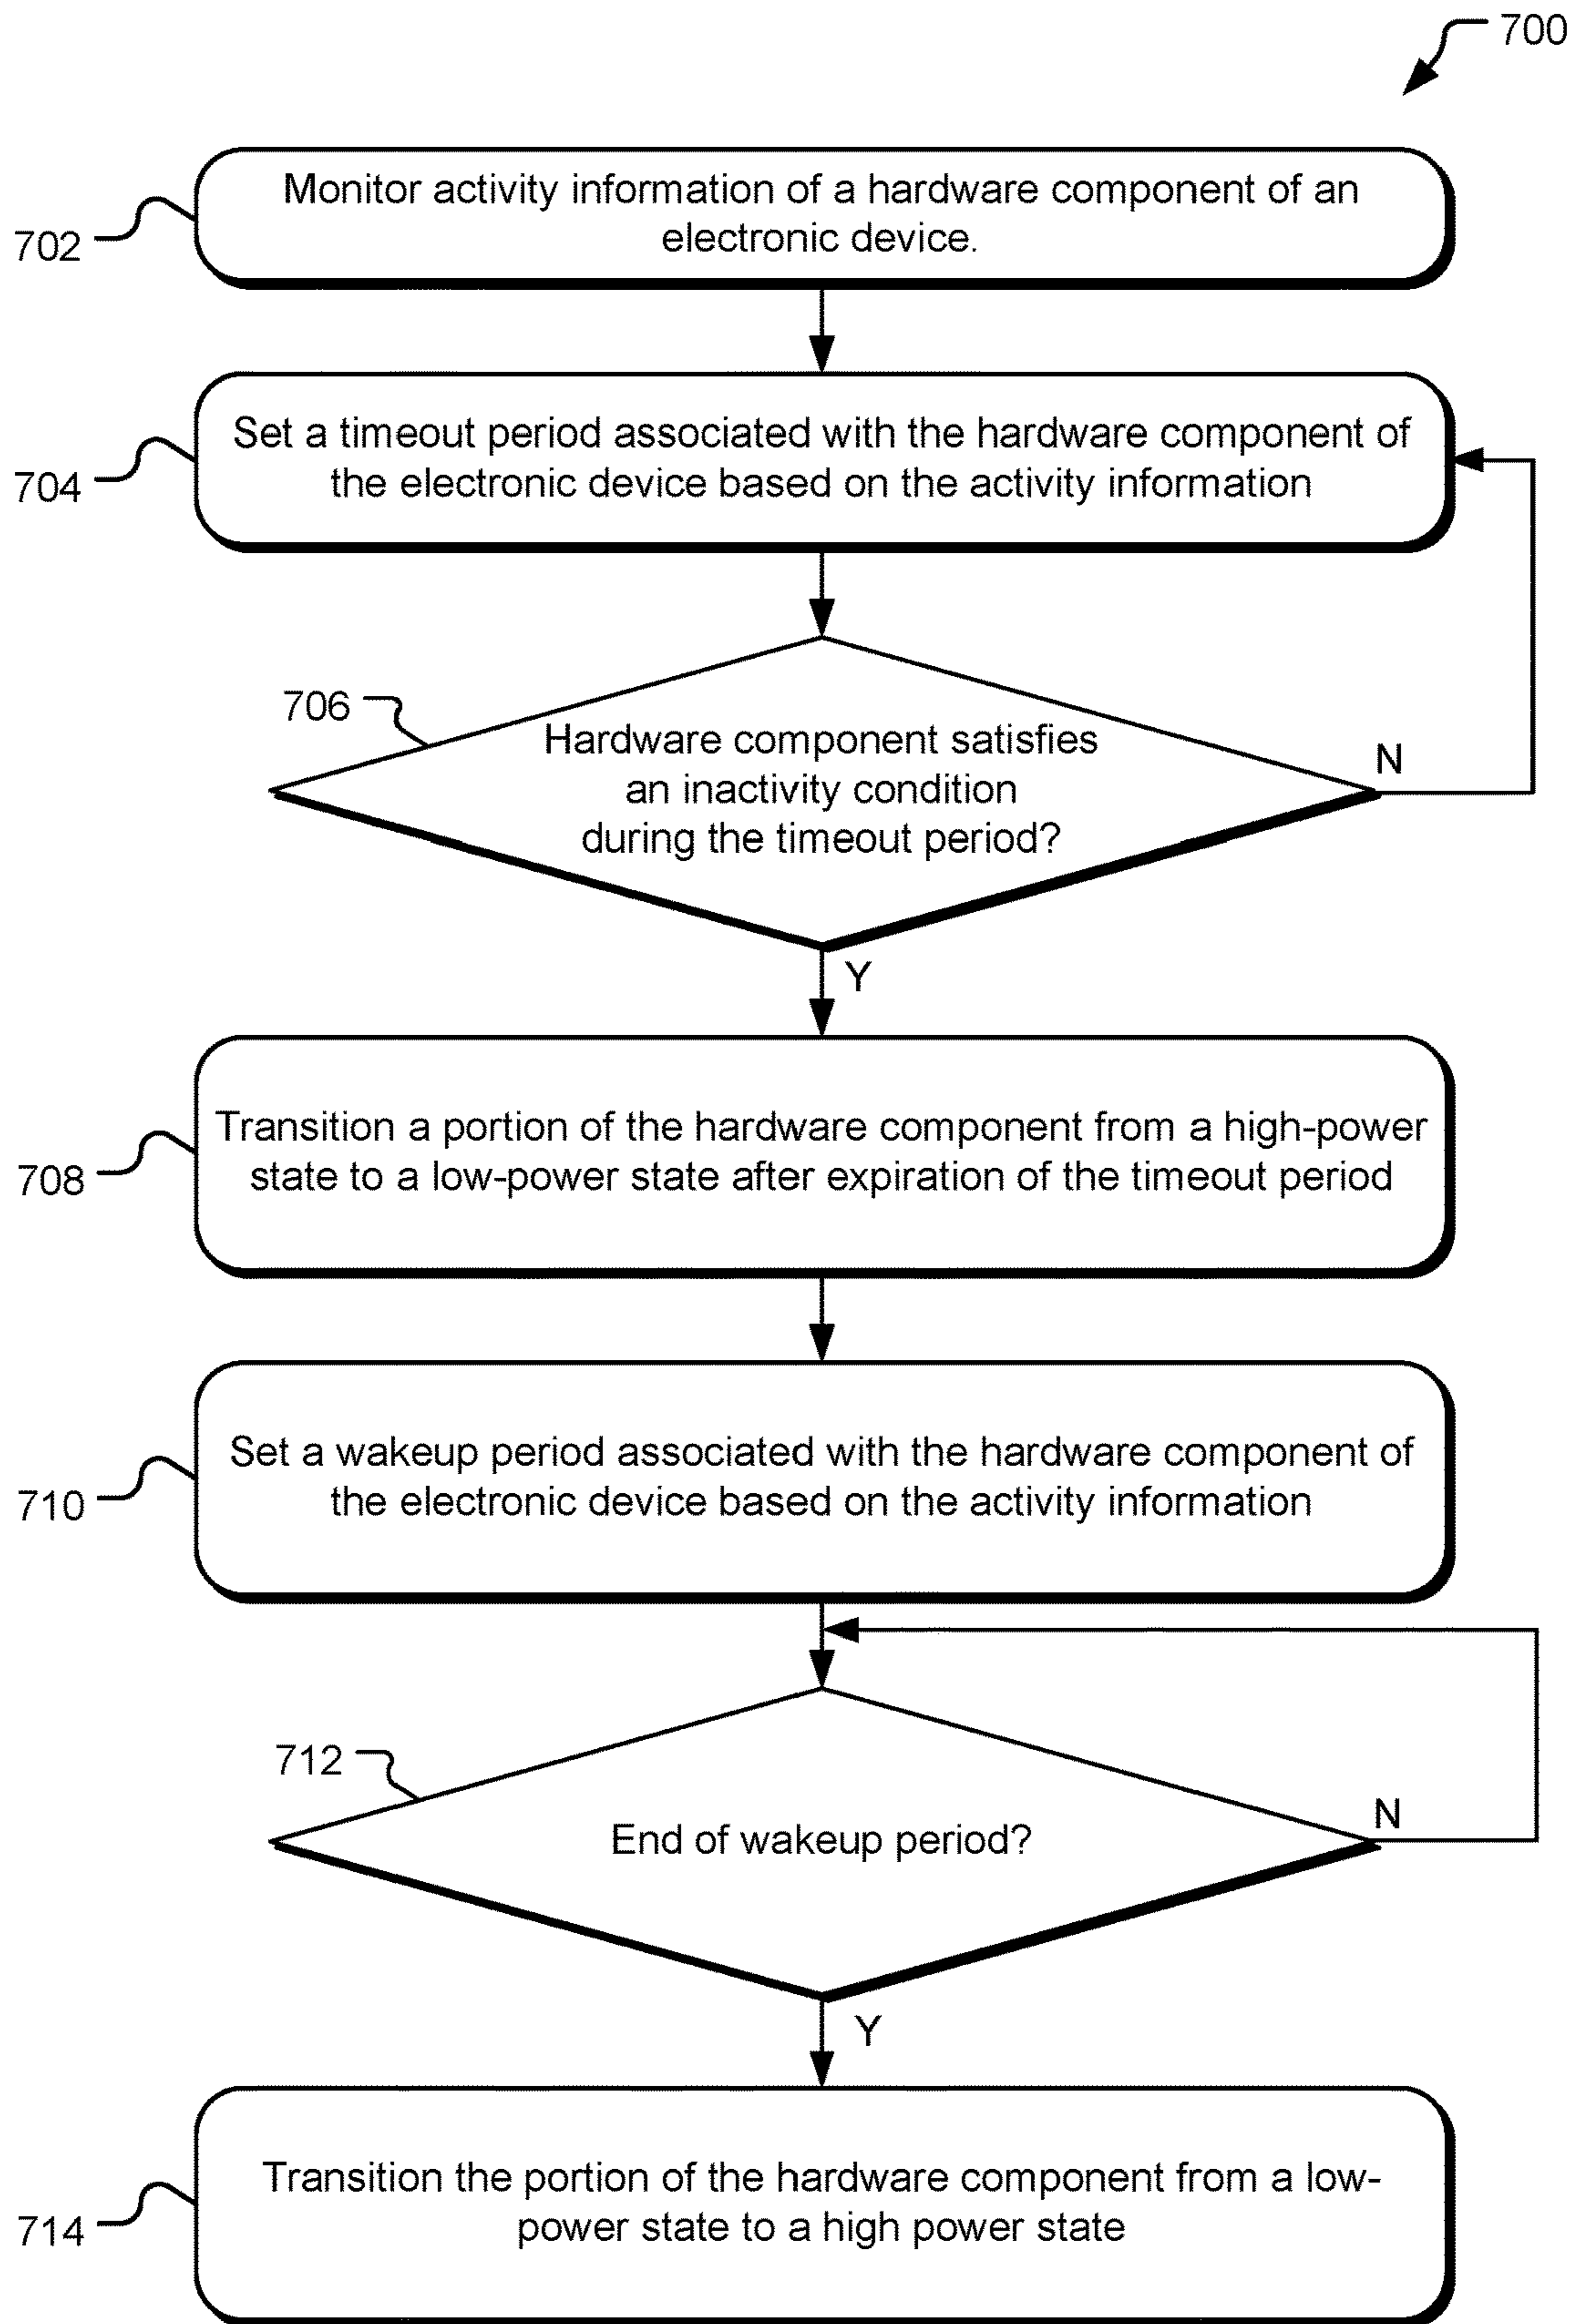 700
Monitor activity information of a hardware component of an
electronic device.
702
Set a timeout period associated with the hardware component of
the electronic device based on the activity information
704
706
Hardware component satisfies
an inactivity condition
during the timeout period?
N
Y
Transition a portion of the hardware component from a high-power
state to a low-power state after expiration of the timeout period
708
Set a wakeup period associated with the hardware component of
the electronic device based on the activity information
710
712
End of wakeup period?
N
Y
Transition the portion of the hardware component from a low-
power state to a high power state
714